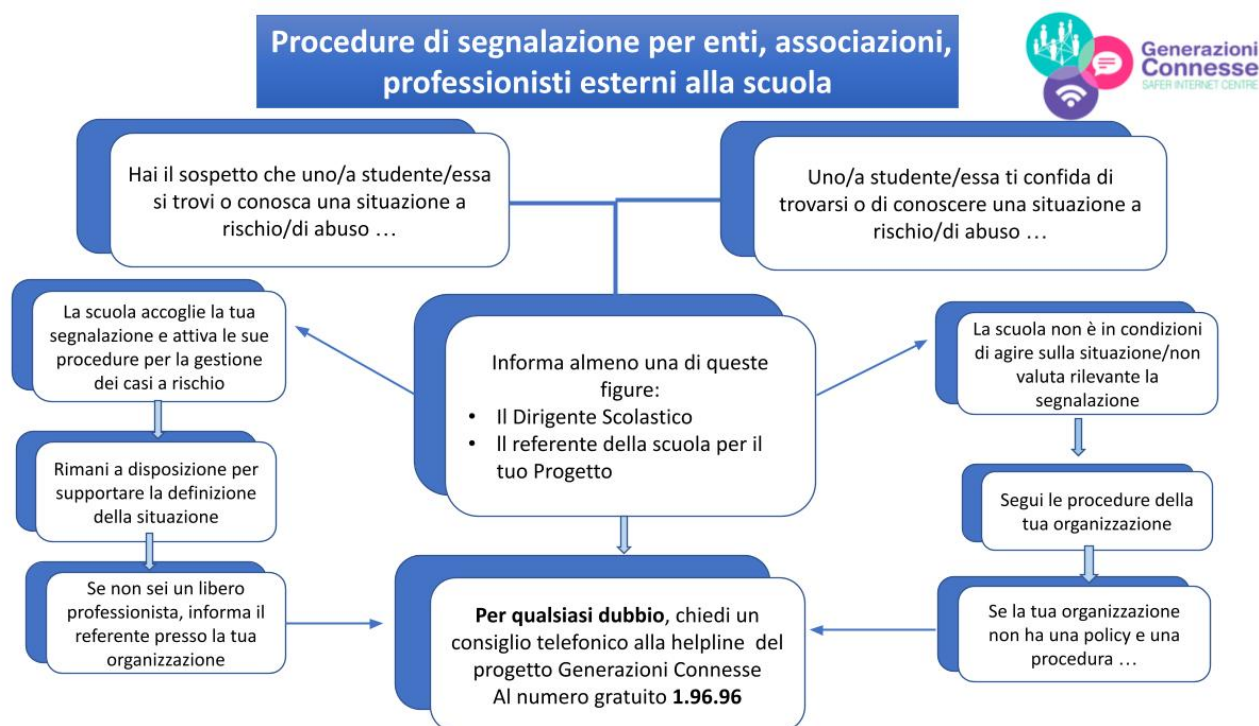 Procedure di segnalazione per enti, associazioni,
professionisti esterni alla scuola
Generazioni
Connesse
SAFER INTERNET CENTRE
Hai il sospetto che uno/a studente/essa
si trovi o conosca una situazione a
rischio/di abuso …
Uno/a studente/essa ti confida di
trovarsi o di conoscere una situazione a
rischio/di abuso …
La scuola accoglie la tua
segnalazione e attiva le sue
procedure per la gestione
dei casi a rischio
Informa almeno una di queste
figure:
• Il Dirigente Scolastico
• Il referente della scuola per il
tuo Progetto
La scuola non è in condizioni
di agire sulla situazione/non
valuta rilevante la
segnalazione
Rimani a disposizione per
supportare la definizione
della situazione
Segui le procedure della
tua organizzazione
Se non sei un libero
professionista, informa il
referente presso la tua
organizzazione
Per qualsiasi dubbio, chiedi un
consiglio telefonico alla helpline del
progetto Generazioni Connesse
Al numero gratuito 1.96.96
Se la tua organizzazione
non ha una policy e una
procedura …